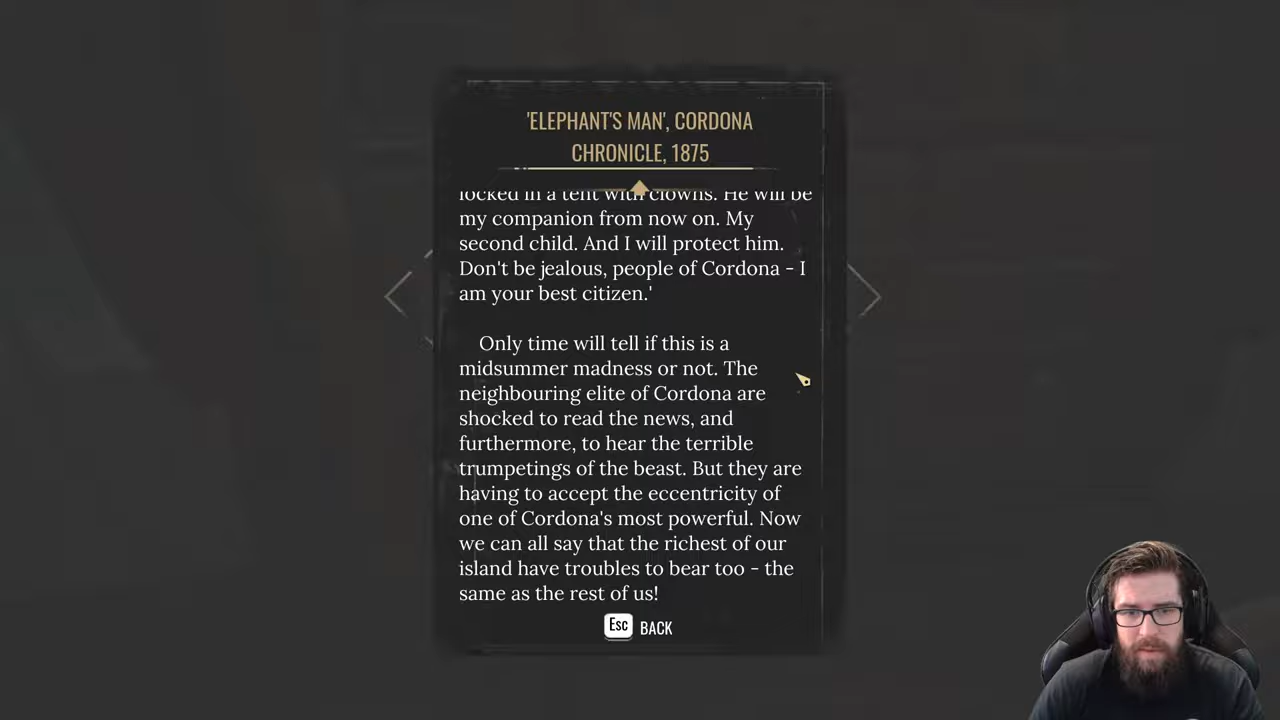 'ELEPHANT'S MAN', CORDONA
CHRONICLE, 1875
locked in a tent with clowns. He will be
my companion from now on. My
second child. And I will protect him.
Don't be jealous, people of Cordona - I
am your best citizen.'
Only time will tell if this is a
midsummer madness or not. The
neighbouring elite of Cordona are
shocked to read the news, and
furthermore, to hear the terrible
trumpetings of the beast. But they are
having to accept the eccentricity of
one of Cordona's most powerful. Now
we can all say that the richest of our
island have troubles to bear too - the
same as the rest of us!
Esc BACK